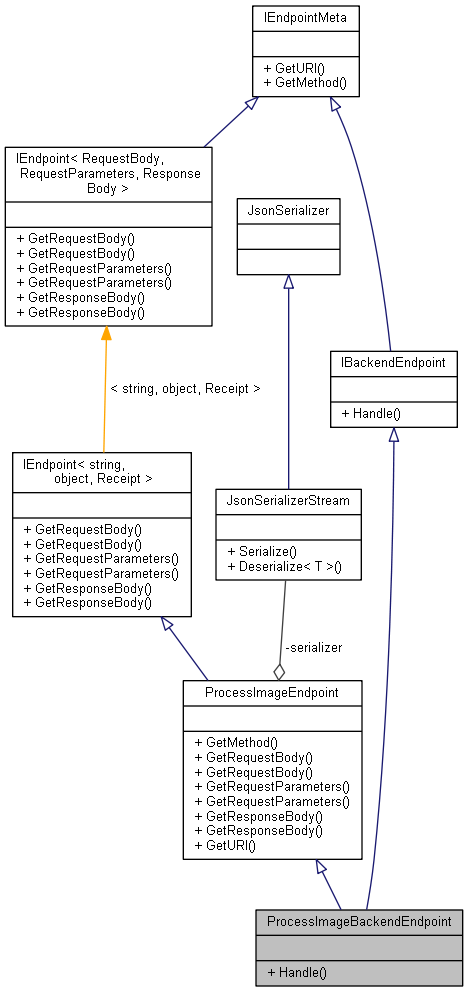 IEndpointMeta
+ GetURI()
+ GetMethod()
IEndpoint< RequestBody,
RequestParameters, Response
Body >
+ GetRequestBody()
+ GetRequestBody()
+ GetRequestParameters()
+ GetRequestParameters()
+ GetResponseBody()
+ GetResponseBody()
JsonSerializer
IBackendEndpoint
+ Handle()
< string, object, Receipt >
IEndpoint< string,
object, Receipt >
+ GetRequestBody()
+ GetRequestBody()
+ GetRequestParameters()
+ GetRequestParameters()
+ GetResponseBody()
+ GetResponseBody()
JsonSerializerStream
+ Serialize()
+ Deserialize< T >()
-serializer
ProcessImageEndpoint
+ GetMethod()
+ GetRequestBody()
+ GetRequestBody()
+ GetRequestParameters()
+ GetRequestParameters()
+ GetResponseBody()
+ GetResponseBody()
+ GetURI()
ProcessImageBackendEndpoint
+ Handle()